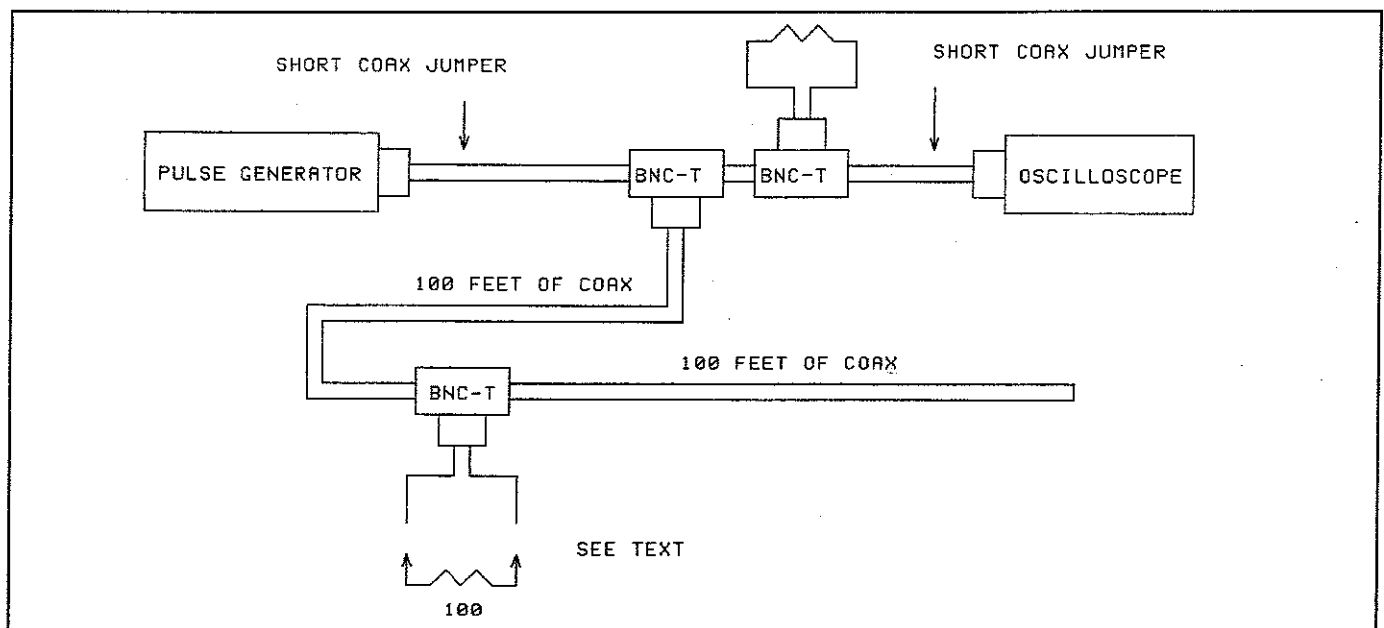 SHORT COAX JUMPER
SHORT COAX JUMPER
PULSE GENERATOR
BNC-T
BNC-T
OSCILLOSCOPE
100 FEET OF COAX
100 FEET OF COAX
BNC-T
SEE TEXT
100